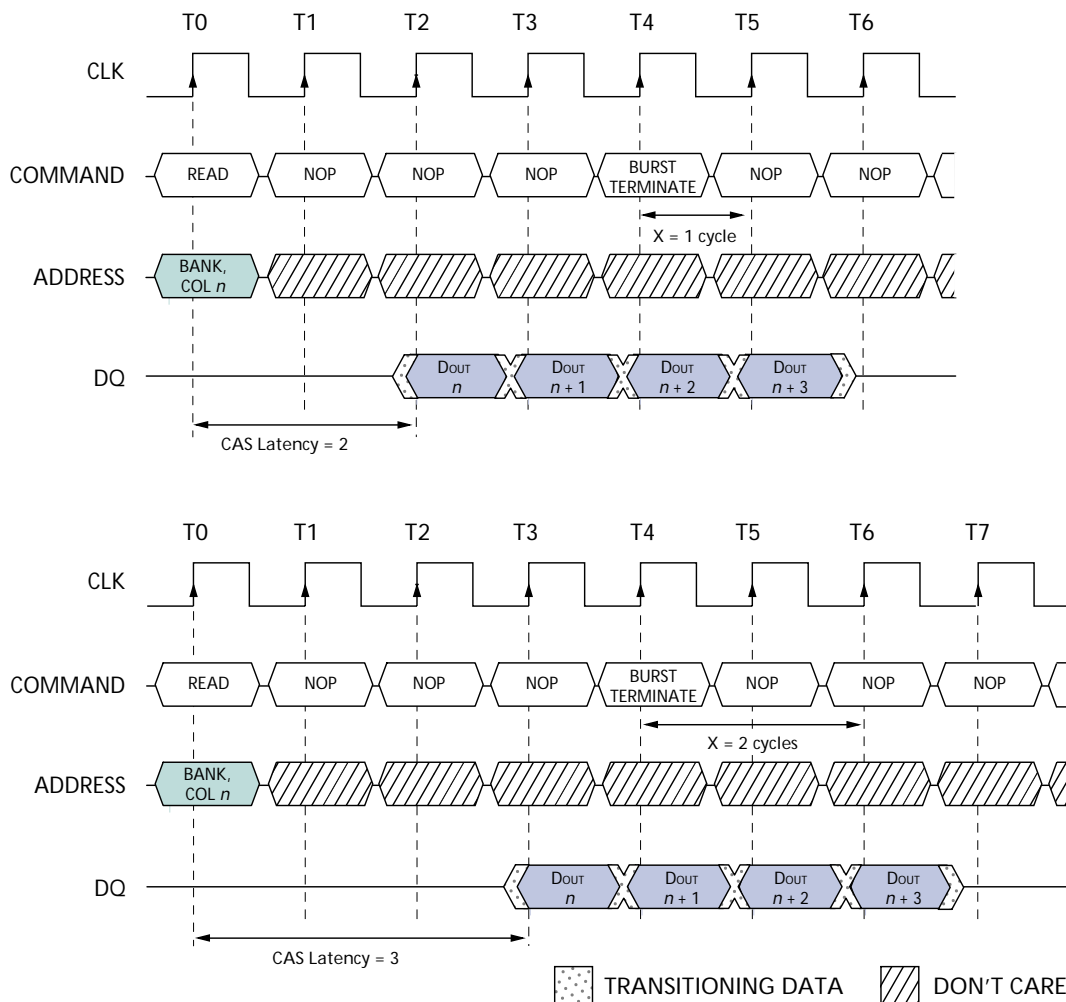 T0 T1 T2 T3 T4 T5 T6
CLK
COMMAND READ NOP NOP NOP BURST TERMINATE NOP NOP
X = 1 cycle
ADDRESS BANK, COL n
DQ DOUT n DOUT n + 1 DOUT n + 2 DOUT n + 3
CAS Latency = 2
T0 T1 T2 T3 T4 T5 T6 T7
CLK
COMMAND READ NOP NOP NOP BURST TERMINATE NOP NOP NOP
X = 2 cycles
ADDRESS BANK, COL n
DQ DOUT n DOUT n + 1 DOUT n + 2 DOUT n + 3
CAS Latency = 3
TRANSITIONING DATA DON'T CARE